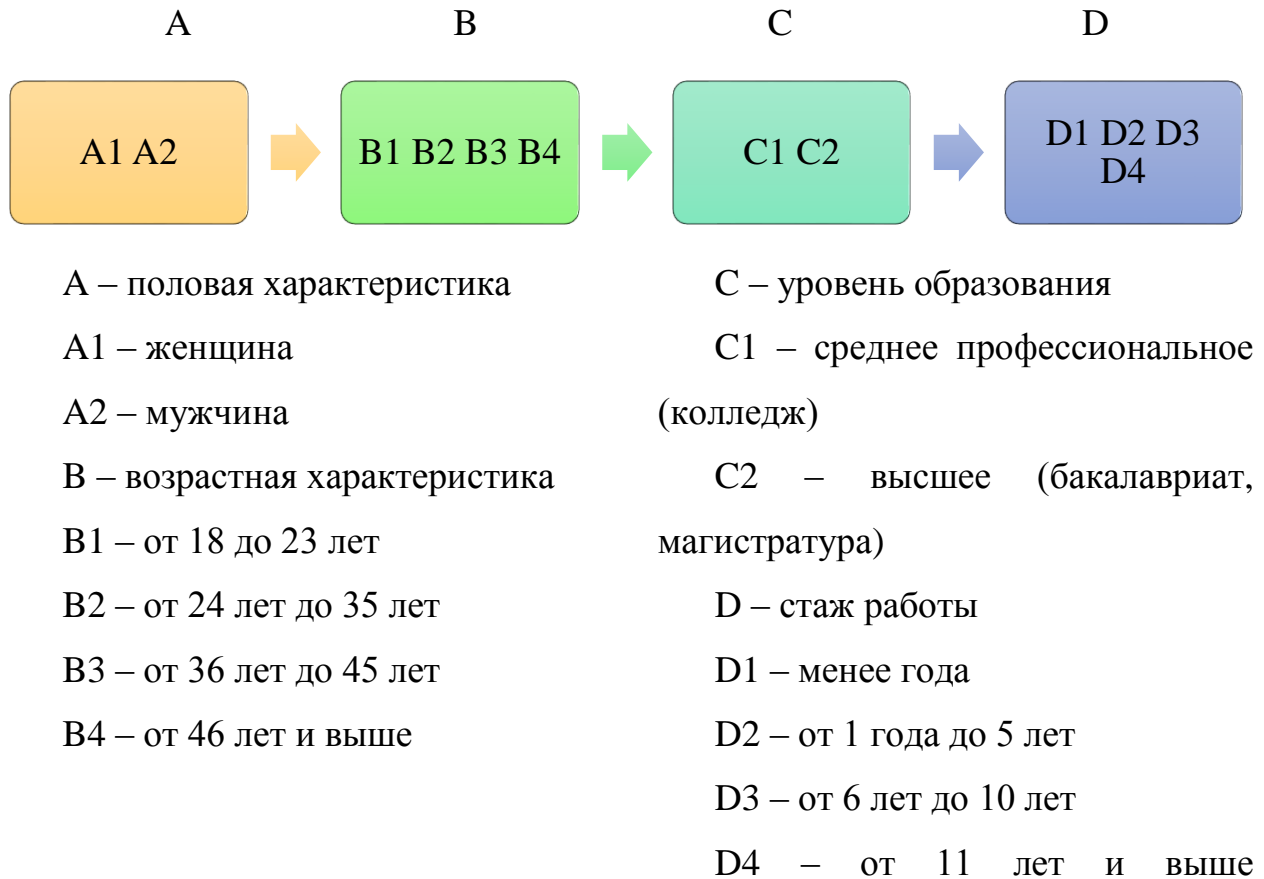 A B C D
A1 A2
B1 B2 B3 B4
C1 C2
D1 D2 D3
D4
A – половая характеристика
A1 – женщина
A2 – мужчина
B – возрастная характеристика
B1 – от 18 до 23 лет
B2 – от 24 лет до 35 лет
B3 – от 36 лет до 45 лет
B4 – от 46 лет и выше
C – уровень образования
C1 – среднее профессиональное
(колледж)
C2 – высшее (бакалавриат,
магистратура)
D – стаж работы
D1 – менее года
D2 – от 1 года до 5 лет
D3 – от 6 лет до 10 лет
D4 – от 11 лет и выше